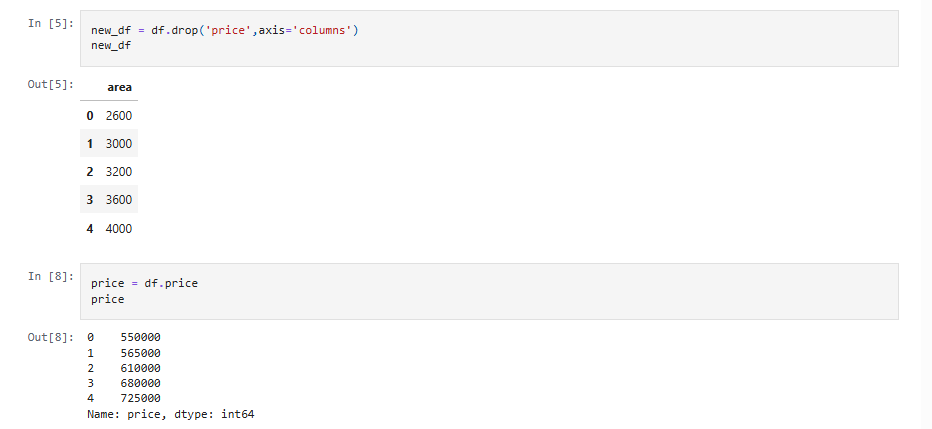 In [5]:
new_df = df.drop('price',axis='columns')
new_df
Out[5]:
area
0 2600
1 3000
2 3200
3 3600
4 4000
In [8]:
price = df.price
price
Out[8]:
0 550000
1 565000
2 610000
3 680000
4 725000
Name: price, dtype: int64